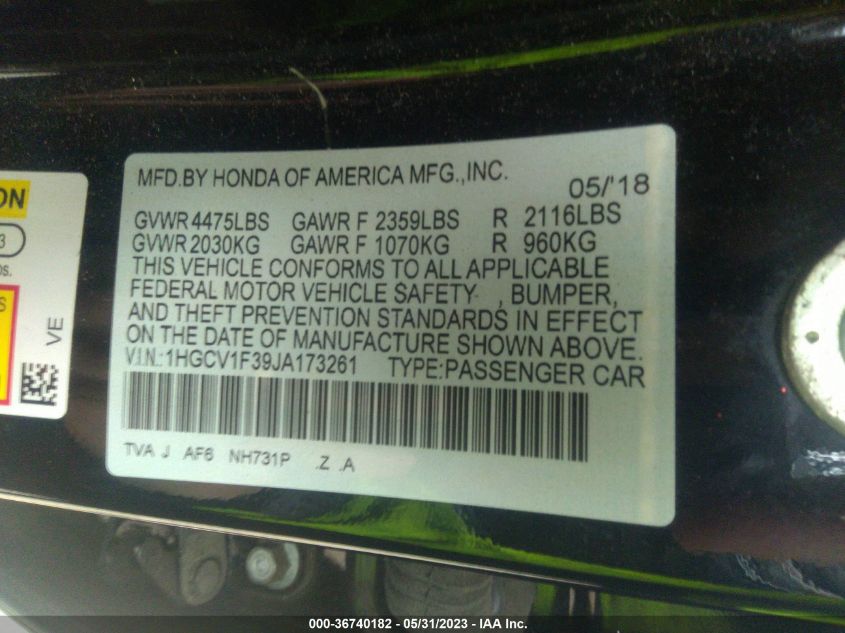 MFD.BY HONDA OF AMERICA MFG.,INC. 05/'18
GVWR 4475LBS GAWR F 2359LBS R 2116LBS
GVWR 2030KG GAWR F 1070KG R 960KG
THIS VEHICLE CONFORMS TO ALL APPLICABLE
FEDERAL MOTOR VEHICLE SAFETY , BUMPER,
AND THEFT PREVENTION STANDARDS IN EFFECT
ON THE DATE OF MANUFACTURE SHOWN ABOVE.
V.I.N.:1HGCV1F39JA173261 TYPE:PASSENGER CAR
TVA J AF6 NH731P .Z .A
ON
3
os.
S
VE
000-36740182 - 05/31/2023 - IAA Inc.